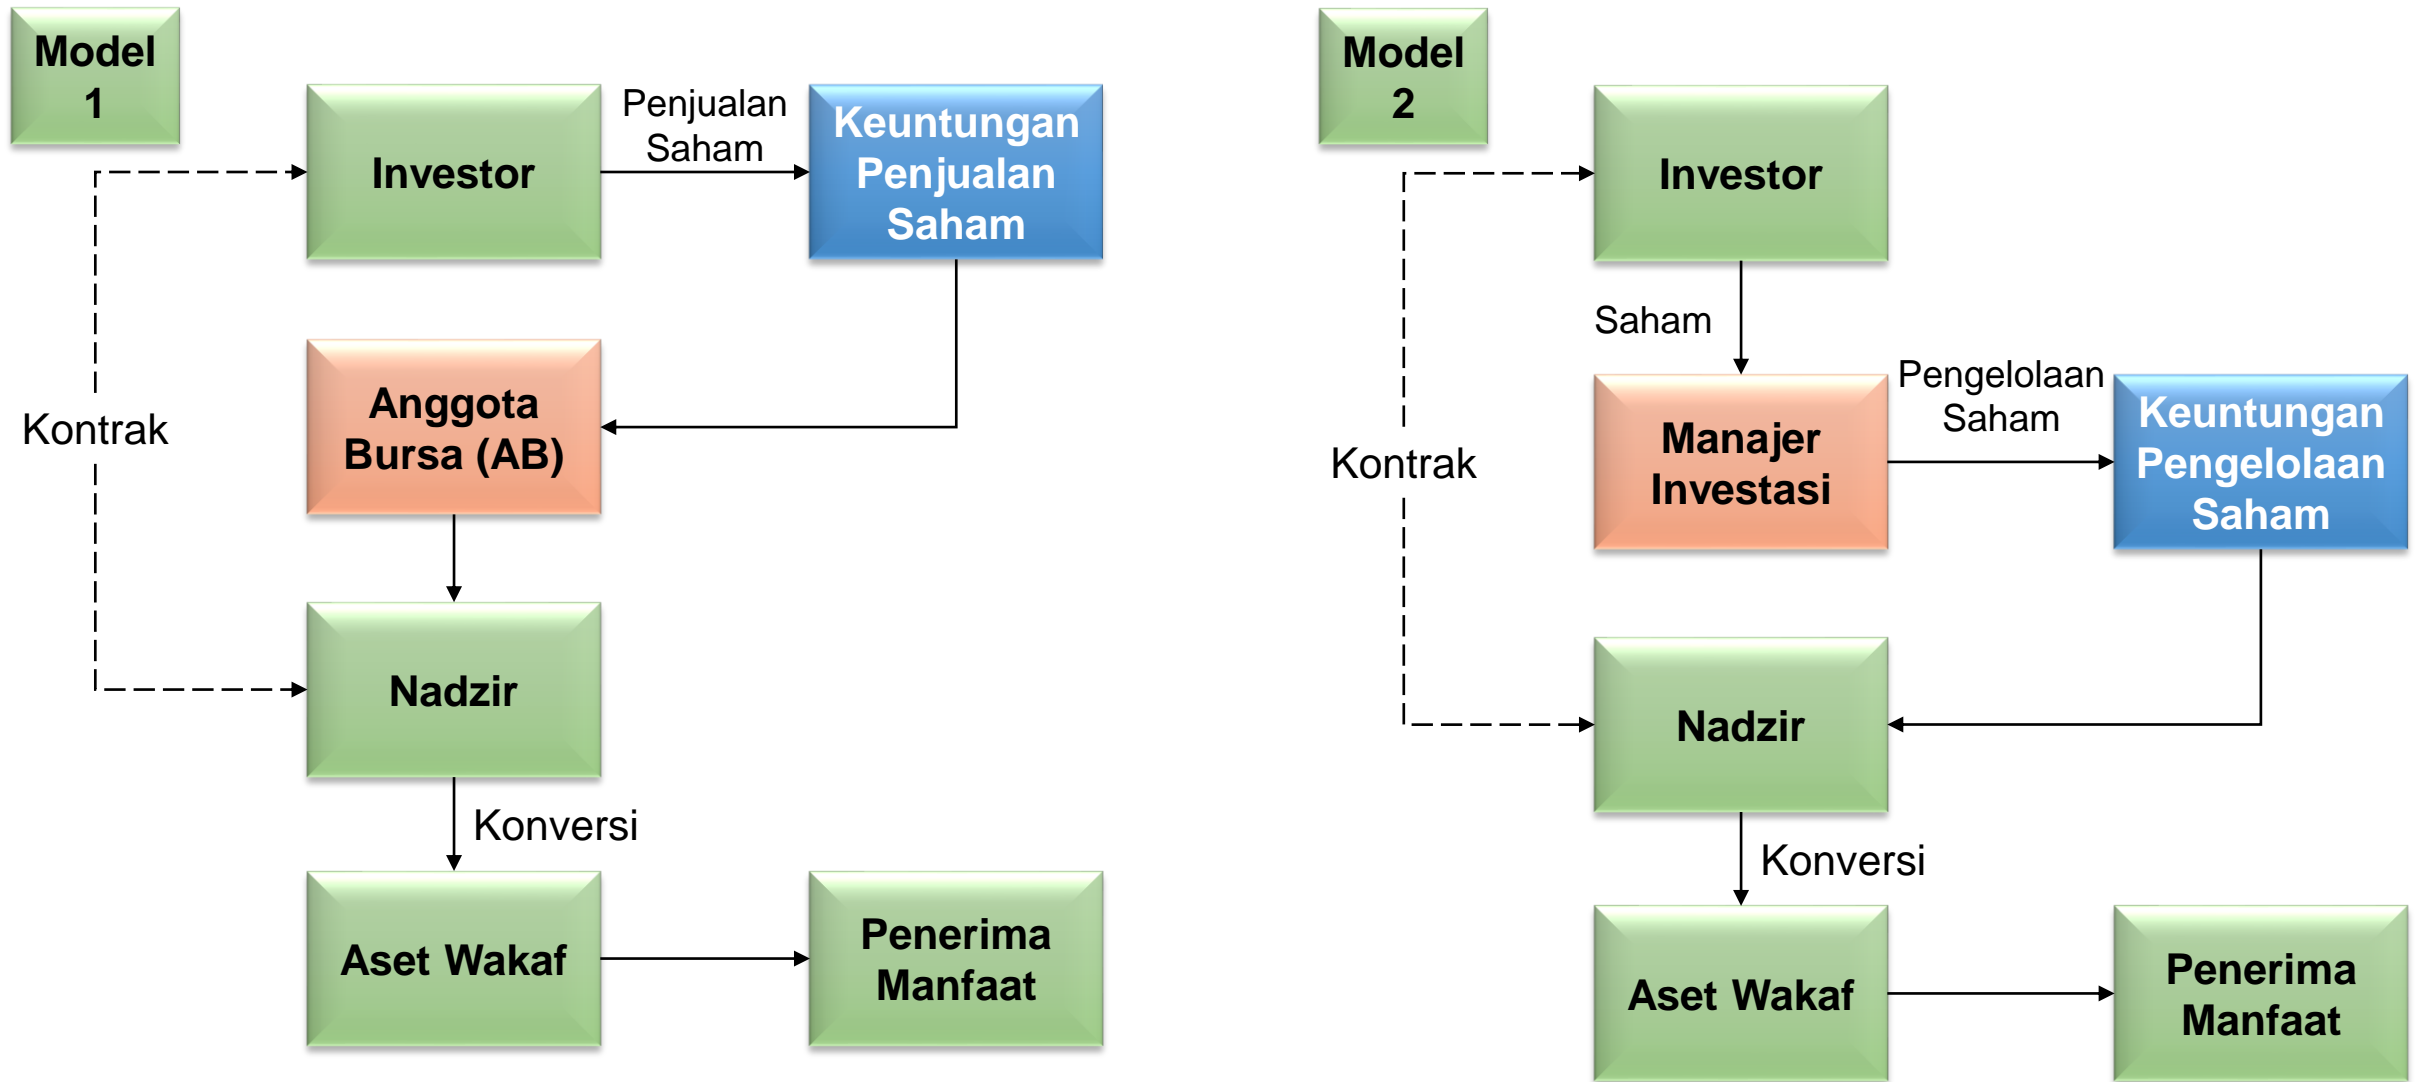 Model
1
Investor
Penjualan
Saham
Keuntungan
Penjualan
Saham
Kontrak
Anggota
Bursa (AB)
Nadzir
Konversi
Aset Wakaf
Penerima
Manfaat
Model
2
Investor
Saham
Kontrak
Manajer
Investasi
Pengelolaan
Saham
Keuntungan
Pengelolaan
Saham
Nadzir
Konversi
Aset Wakaf
Penerima
Manfaat